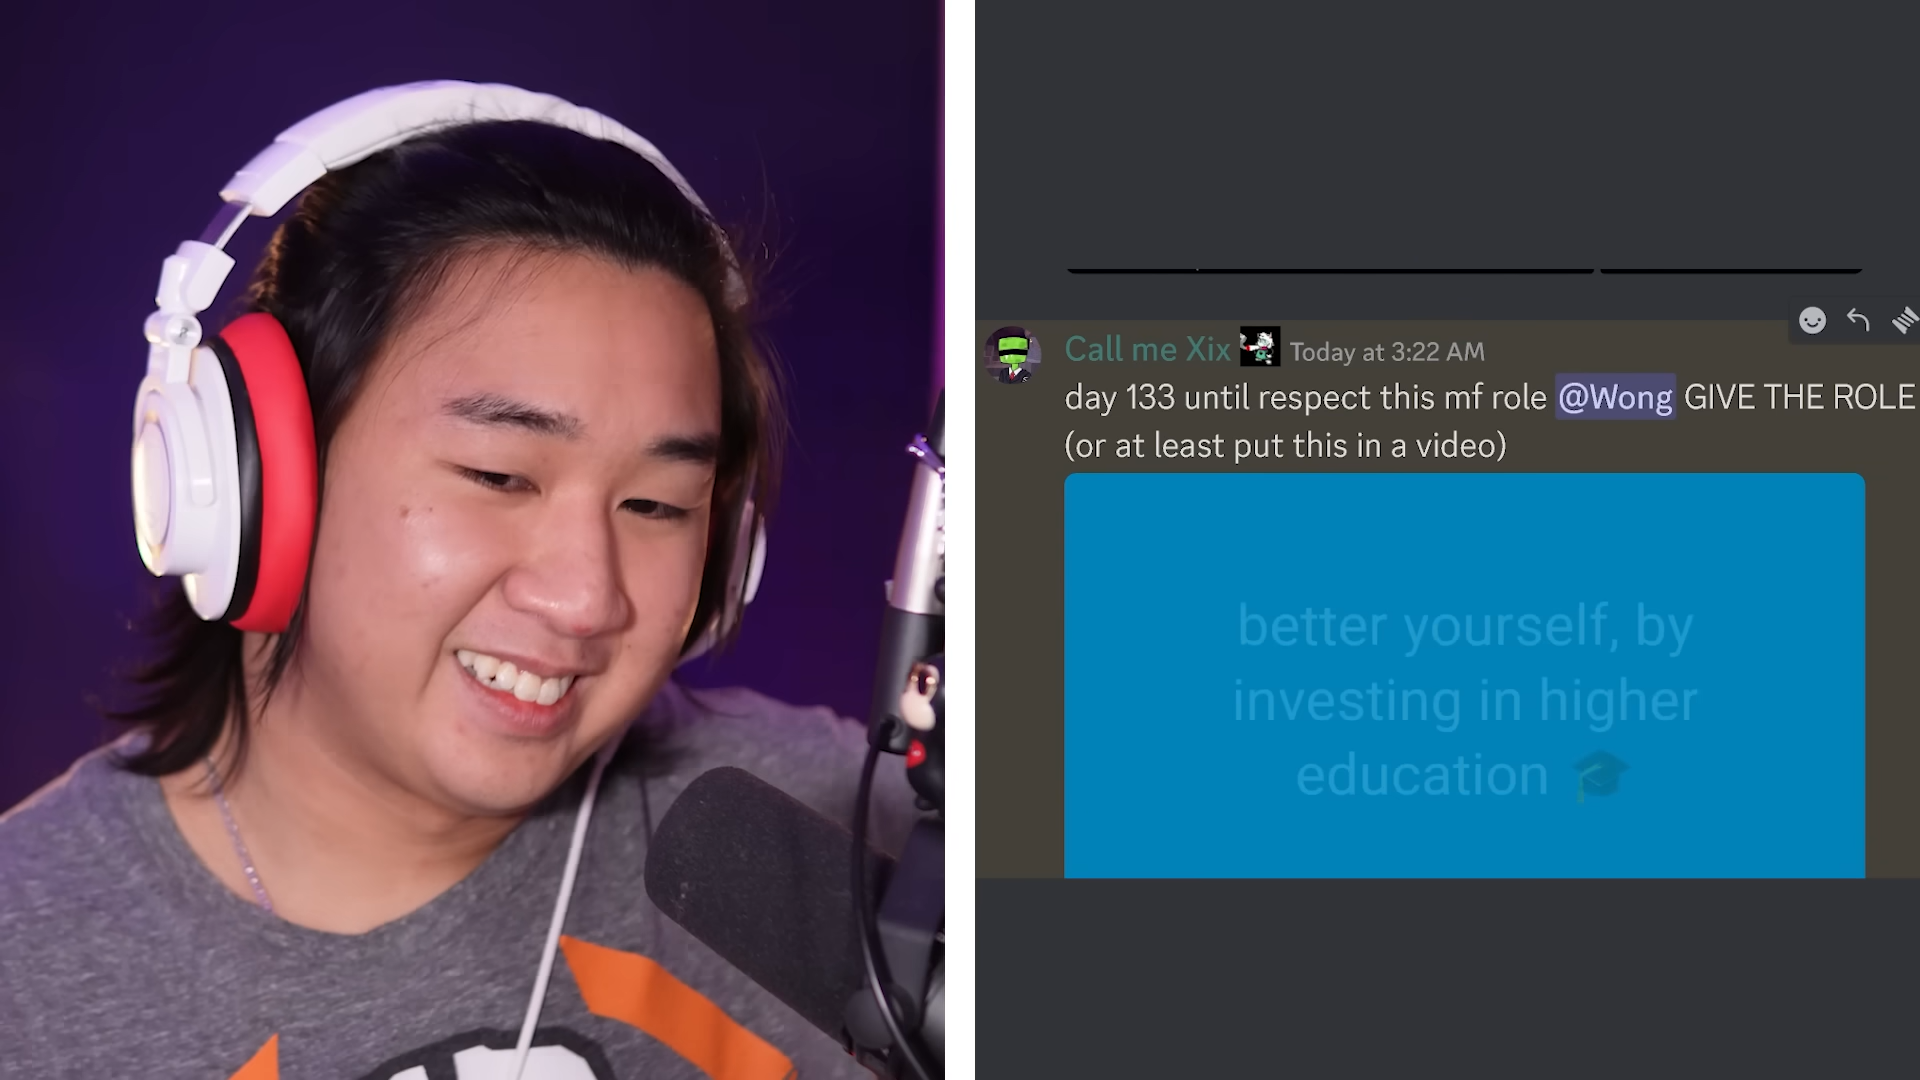 Call me Xix Today at 3:22 AM
day 133 until respect this mf role @Wong GIVE THE ROLE
(or at least put this in a video)
better yourself, by
investing in higher
education 🎓